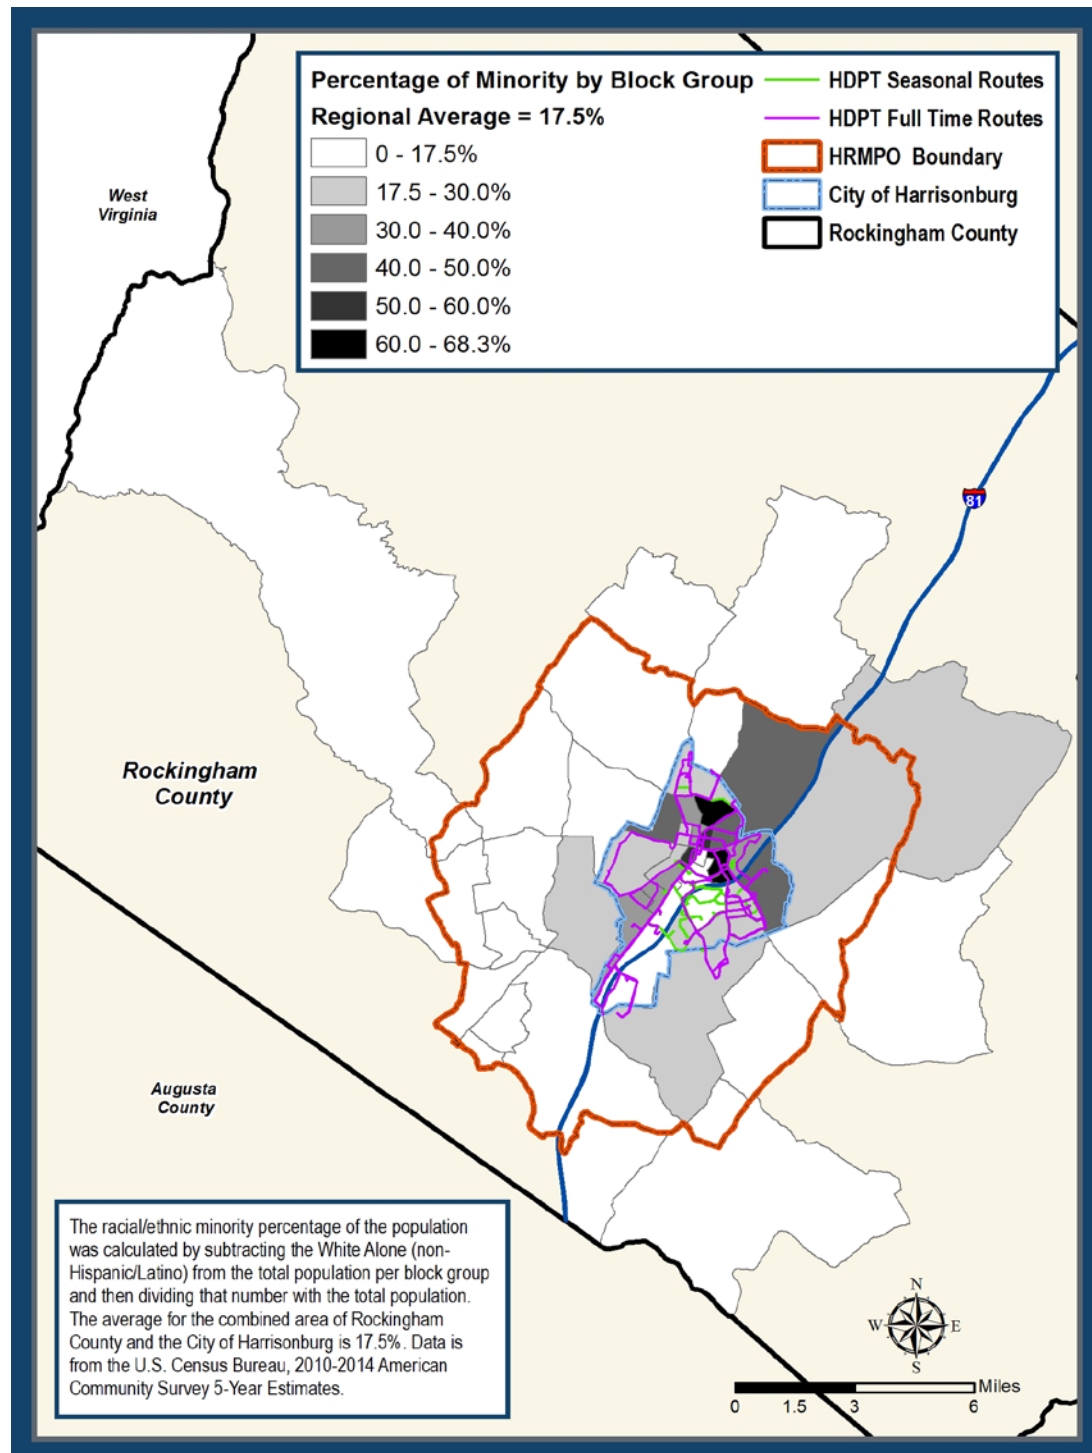 Percentage of Minority by Block Group
Regional Average = 17.5%
0 - 17.5%
17.5 - 30.0%
30.0 - 40.0%
40.0 - 50.0%
50.0 - 60.0%
60.0 - 68.3%
HDPT Seasonal Routes
HDPT Full Time Routes
HRMPO Boundary
City of Harrisonburg
Rockingham County
West
Virginia
81
Rockingham
County
Augusta
County
The racial/ethnic minority percentage of the population
was calculated by subtracting the White Alone (non-
Hispanic/Latino) from the total population per block group
and then dividing that number with the total population.
The average for the combined area of Rockingham
County and the City of Harrisonburg is 17.5%. Data is
from the U.S. Census Bureau, 2010-2014 American
Community Survey 5-Year Estimates.
N
W E
S
Miles
0 1.5 3 6